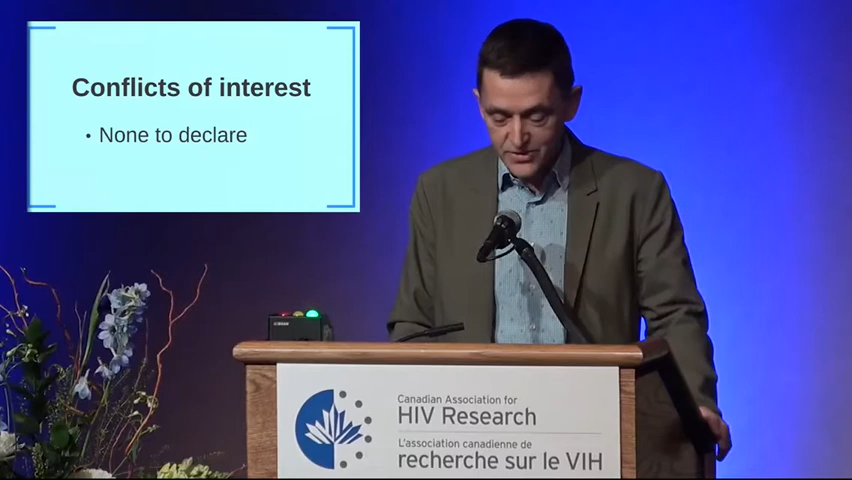 Conflicts of interest
• None to declare
Canadian Association for
HIV Research
L'association canadienne de
recherche sur le VIH